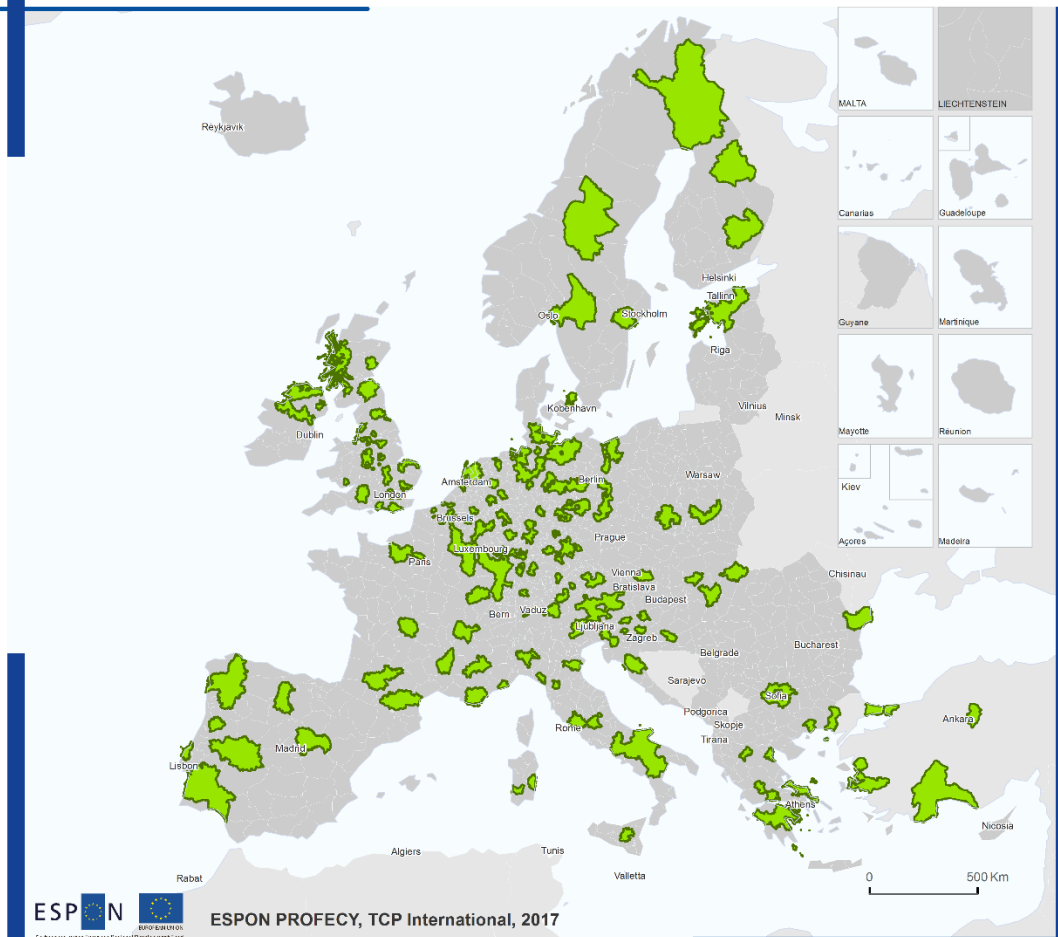 MALTA
LIECHTENSTEIN
Reykjavik
Canarias
Guadeloupe
Helsinki
Tallinn
Oslo
Stockholm
Guyane
Martinique
Riga
København
Vilnius
Minsk
Mayotte
Réunion
Dublin
Amsterdam
Berlin
Warsaw
London
Kiev
Brussels
Açores
Madeira
Prague
Luxembourg
Paris
Vienna
Bratislava
Chisinau
Budapest
Bern
Vaduz
Ljubljana
Zagreb
Bucharest
Belgrade
Sarajevo
Sofia
Podgorica
Skopje
Ankara
Rome
Tirana
Madrid
Lisbon
Athens
Nicosia
Algiers
Tunis
Valletta
Rabat
0 500 Km
ESPON
EUROPEAN UNION
ESPON PROFECY, TCP International, 2017